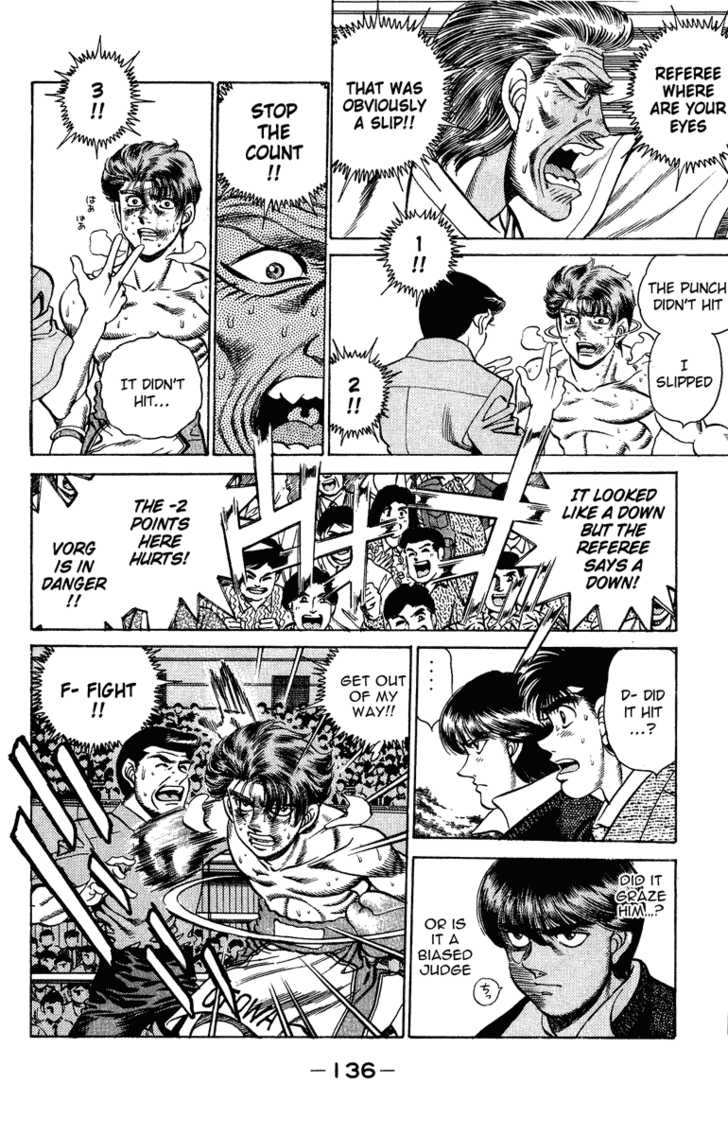 REFEREE
WHERE
ARE YOUR
EYES
THAT WAS
OBVIOUSLY
A SLIP!!
STOP
THE
COUNT
!!
3
!!
はぁ
はぁ
IT DIDN'T
HIT...
THE PUNCH
DIDN'T HIT
I
SLIPPED
1
!!
2
!!
IT LOOKED
LIKE A DOWN
BUT THE
REFEREE
SAYS A
DOWN!
THE -2
POINTS
HERE
HURTS!
VORG
IS IN
DANGER
!!
D- DID
IT HIT
...?
....
GET OUT
OF MY
WAY!!
F- FIGHT
!!
DID IT
GRAZE
HIM...?
OR IS
IT A
BIASED
JUDGE
ちっ
- 136 -